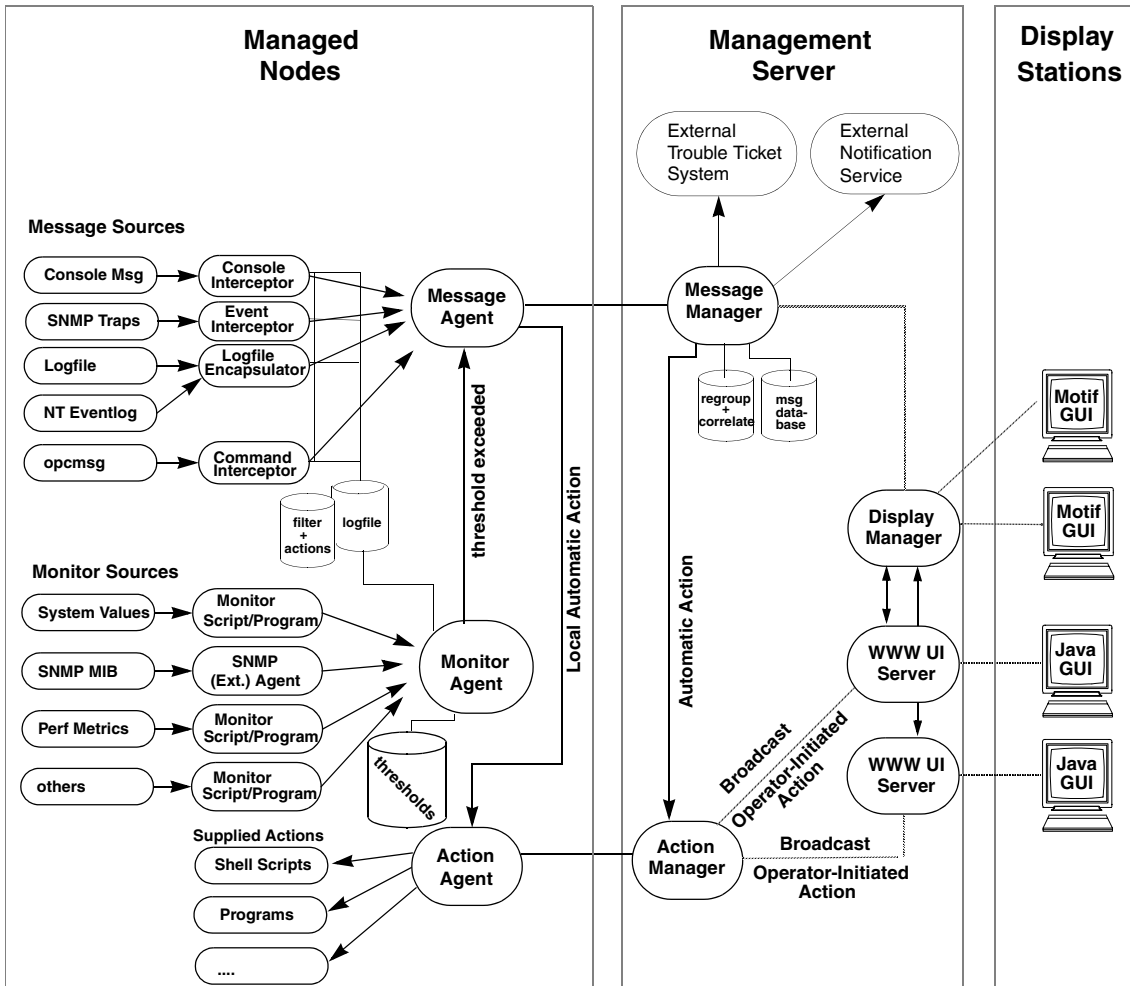 Managed
Nodes
Management
Server
Display
Stations
External
Trouble Ticket
System
External
Notification
Service
Message Sources
Console Msg
Console
Interceptor
SNMP Traps
Event
Interceptor
Logfile
Logfile
Encapsulator
NT Eventlog
opcmsg
Command
Interceptor
Message
Agent
Message
Manager
filter
+
actions
logfile
threshold exceeded
Local Automatic Action
regroup
+
correlate
msg
data-
base
Automatic Action
Motif
GUI
Motif
GUI
Display
Manager
Monitor Sources
System Values
Monitor
Script/Program
SNMP MIB
SNMP
(Ext.) Agent
Perf Metrics
Monitor
Script/Program
others
Monitor
Script/Program
Monitor
Agent
thresholds
WWW UI
Server
Java
GUI
WWW UI
Server
Java
GUI
Broadcast
Operator-Initiated
Action
Supplied Actions
Shell Scripts
Programs
....
Action
Agent
Action
Manager
Broadcast
Operator-Initiated
Action